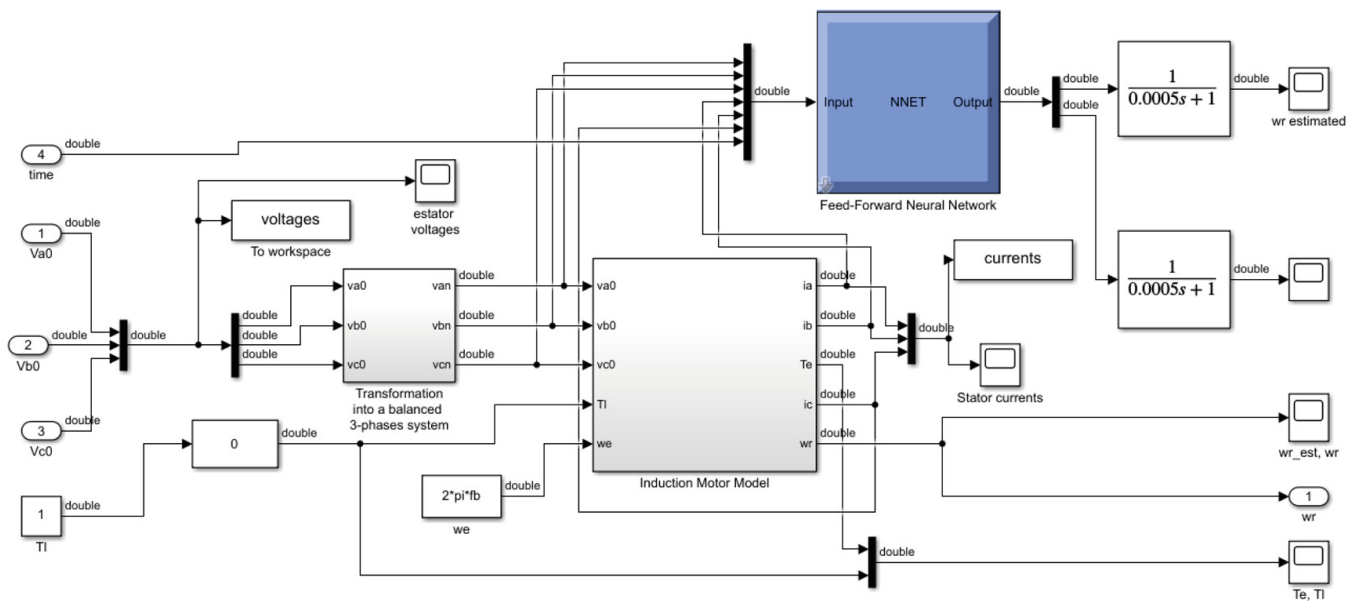 double
Input
NNET
Output
Feed-Forward Neural Network
double
double
double
1
0.0005s + 1
double
wr estimated
4
double
time
estator
voltages
voltages
To workspace
1
double
Va0
2
double
Vb0
3
double
Vc0
double
double
double
double
va0
vb0
vc0
van
vbn
vcn
Transformation
into a balanced
3-phases system
double
double
double
va0
vb0
vc0
Tl
we
ia
ib
Te
ic
wr
Induction Motor Model
double
double
double
double
double
double
currents
Stator currents
1
0.0005s + 1
double
0
double
1
double
Tl
2*pi*fb
double
we
wr_est, wr
1
wr
double
Te, Tl